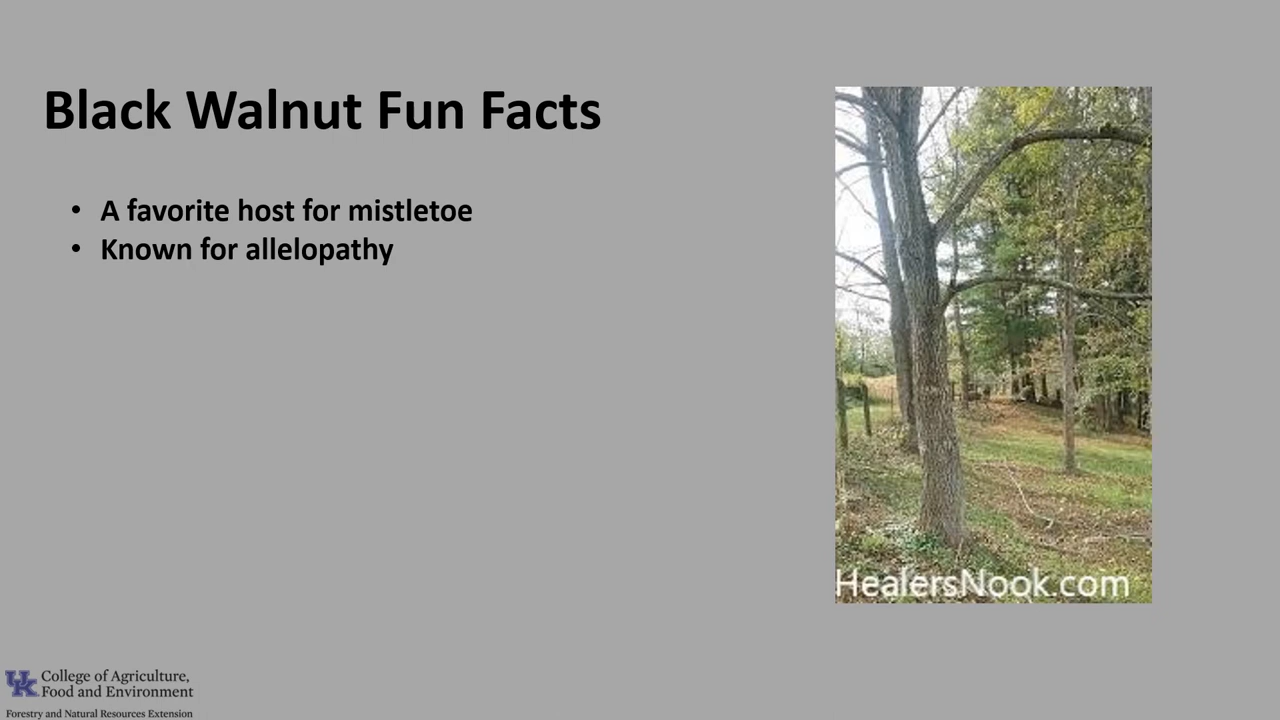 Black Walnut Fun Facts
• A favorite host for mistletoe
• Known for allelopathy
HealersNook.com
UK College of Agriculture,
Food and Environment
Forestry and Natural Resources Extension